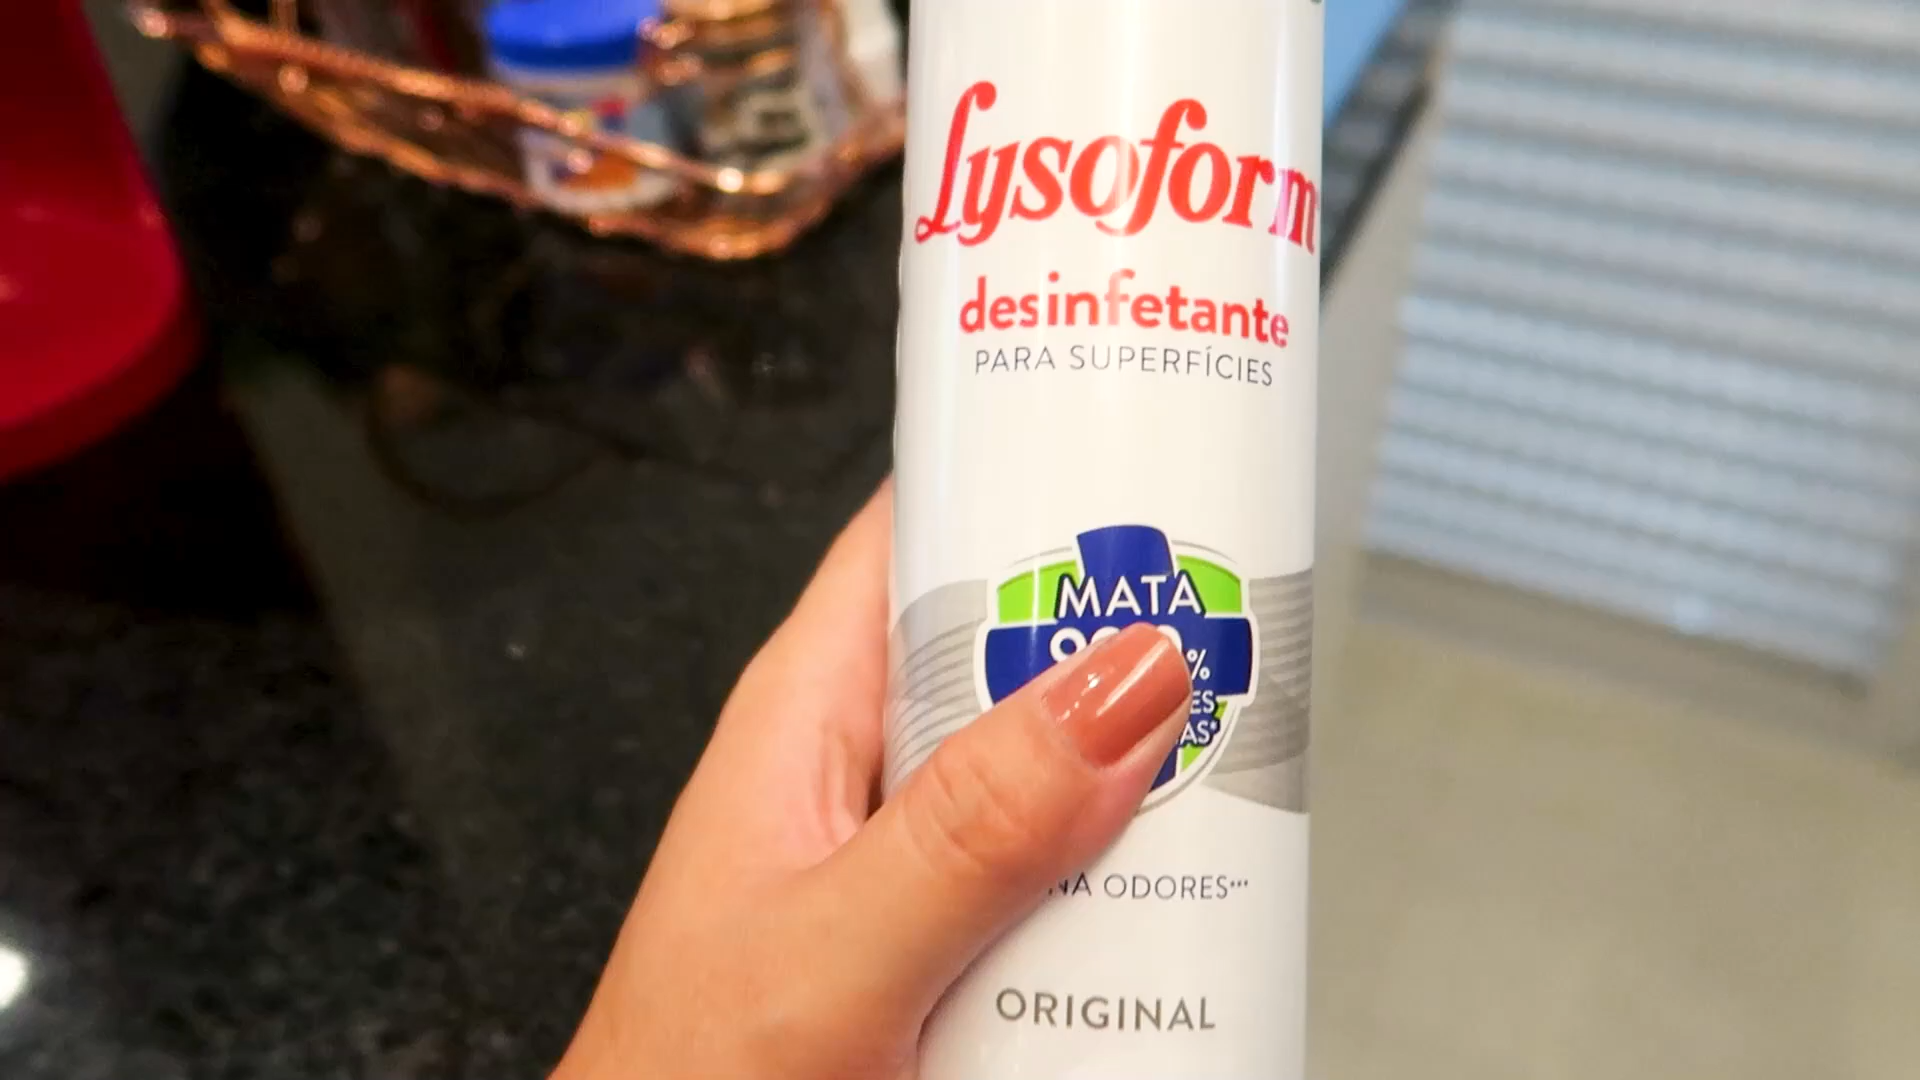 Lysoform
desinfetante
PARA SUPERFÍCIES
MATA
%
ODORES***
ORIGINAL